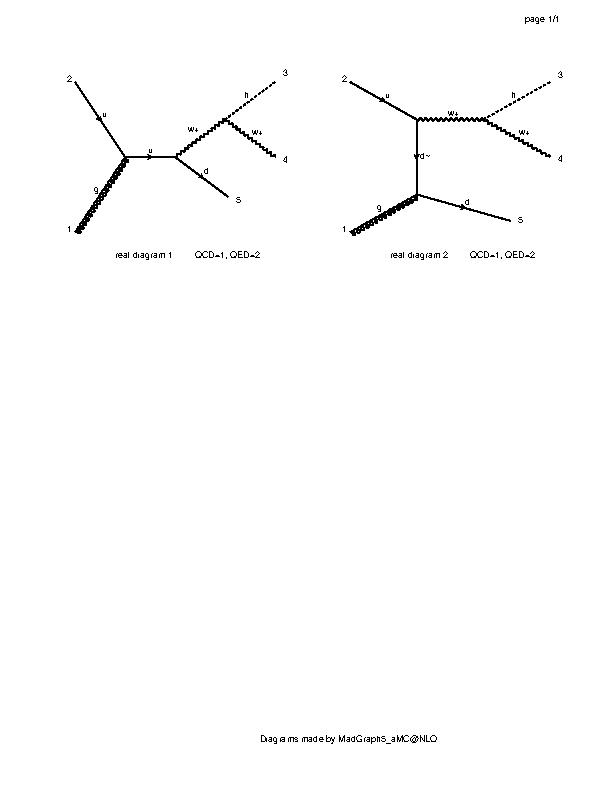 page 1/1
2
u
g
1
u
w+
h
3
w+
4
d
5
real diagram 1 QCD=1, QED=2
2
u
w+
h
3
w+
4
d~
g
1
d
5
real diagram 2 QCD=1, QED=2
Diagrams made by MadGraph5_aMC@NLO